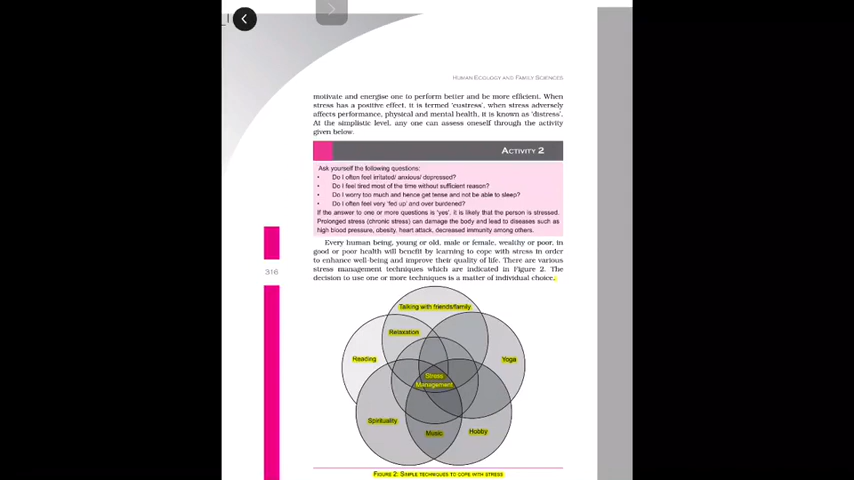 HUMAN ECOLOGY AND FAMILY SCIENCES
motivate and energise one to perform better and be more efficient. When
stress has a positive effect, it is termed 'eustress', when stress adversely
affects performance, physical and mental health, it is known as 'distress'.
At the simplistic level, any one can assess oneself through the activity
given below.
ACTIVITY 2
Ask yourself the following questions:
• Do I often feel irritated/ anxious/ depressed?
• Do I feel tired most of the time without sufficient reason?
• Do I worry too much and hence get tense and not be able to sleep?
• Do I often feel very 'fed up' and over burdened?
If the answer to one or more questions is 'yes', it is likely that the person is stressed.
Prolonged stress (chronic stress) can damage the body and lead to diseases such as
high blood pressure, obesity, heart attack, decreased immunity among others.
Every human being, young or old, male or female, wealthy or poor, in
good or poor health will benefit by learning to cope with stress in order
to enhance well-being and improve their quality of life. There are various
316
stress management techniques which are indicated in Figure 2. The
decision to use one or more techniques is a matter of individual choice.
Talking with friends/family
Relaxation
Reading
Yoga
Stress
Management
Spirituality
Music
Hobby
FIGURE 2: SIMPLE TECHNIQUES TO COPE WITH STRESS